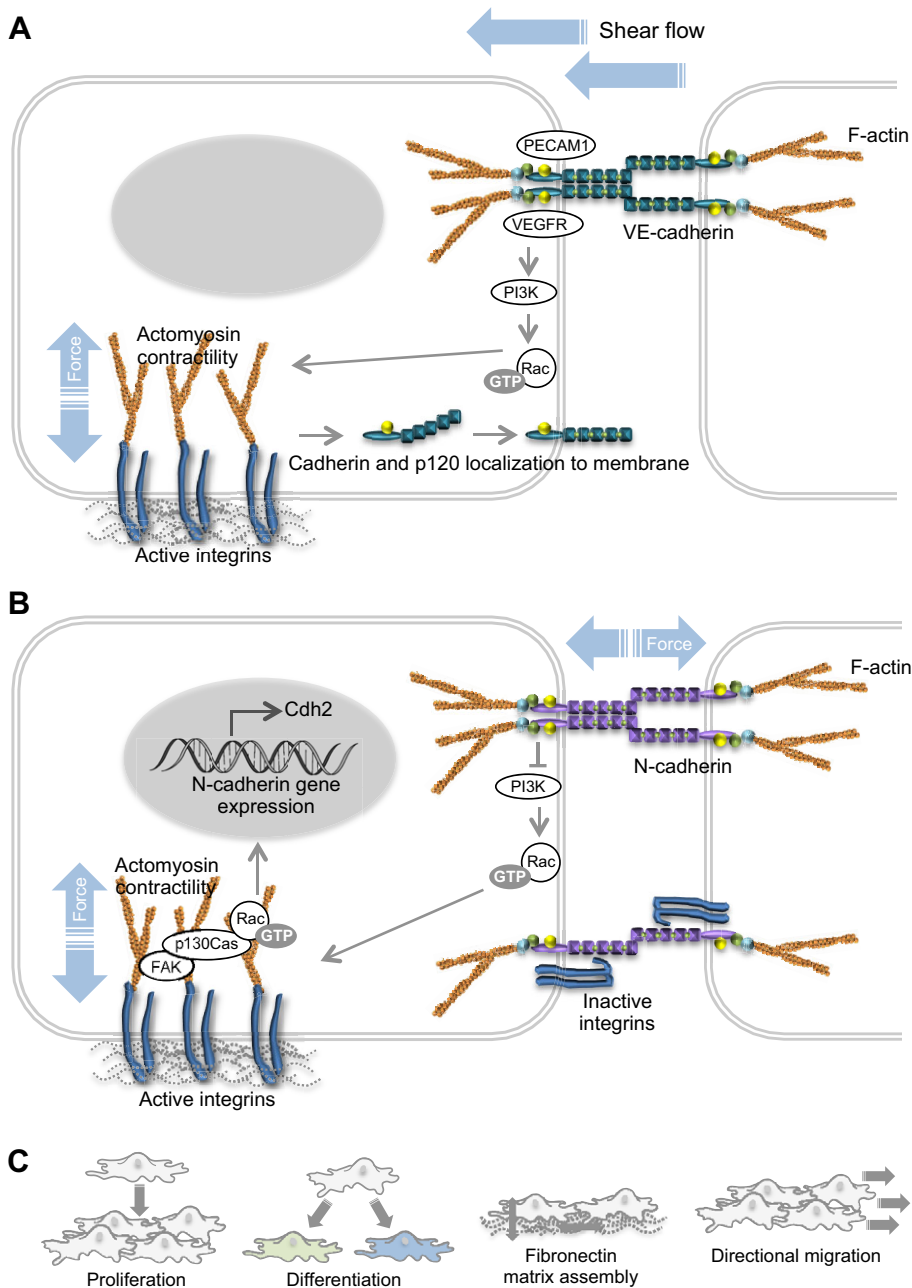 A
Shear flow
F-actin
PECAM1
VEGFR
VE-cadherin
PI3K
Actomyosin
contractility
Force
Rac
GTP
Cadherin and p120 localization to membrane
Active integrins
B
Force
F-actin
Cdh2
N-cadherin gene
expression
N-cadherin
PI3K
Rac
GTP
Actomyosin
contractility
Force
Rac
GTP
p130Cas
FAK
Inactive
integrins
Active integrins
C
Proliferation
Differentiation
Fibronectin
matrix assembly
Directional migration